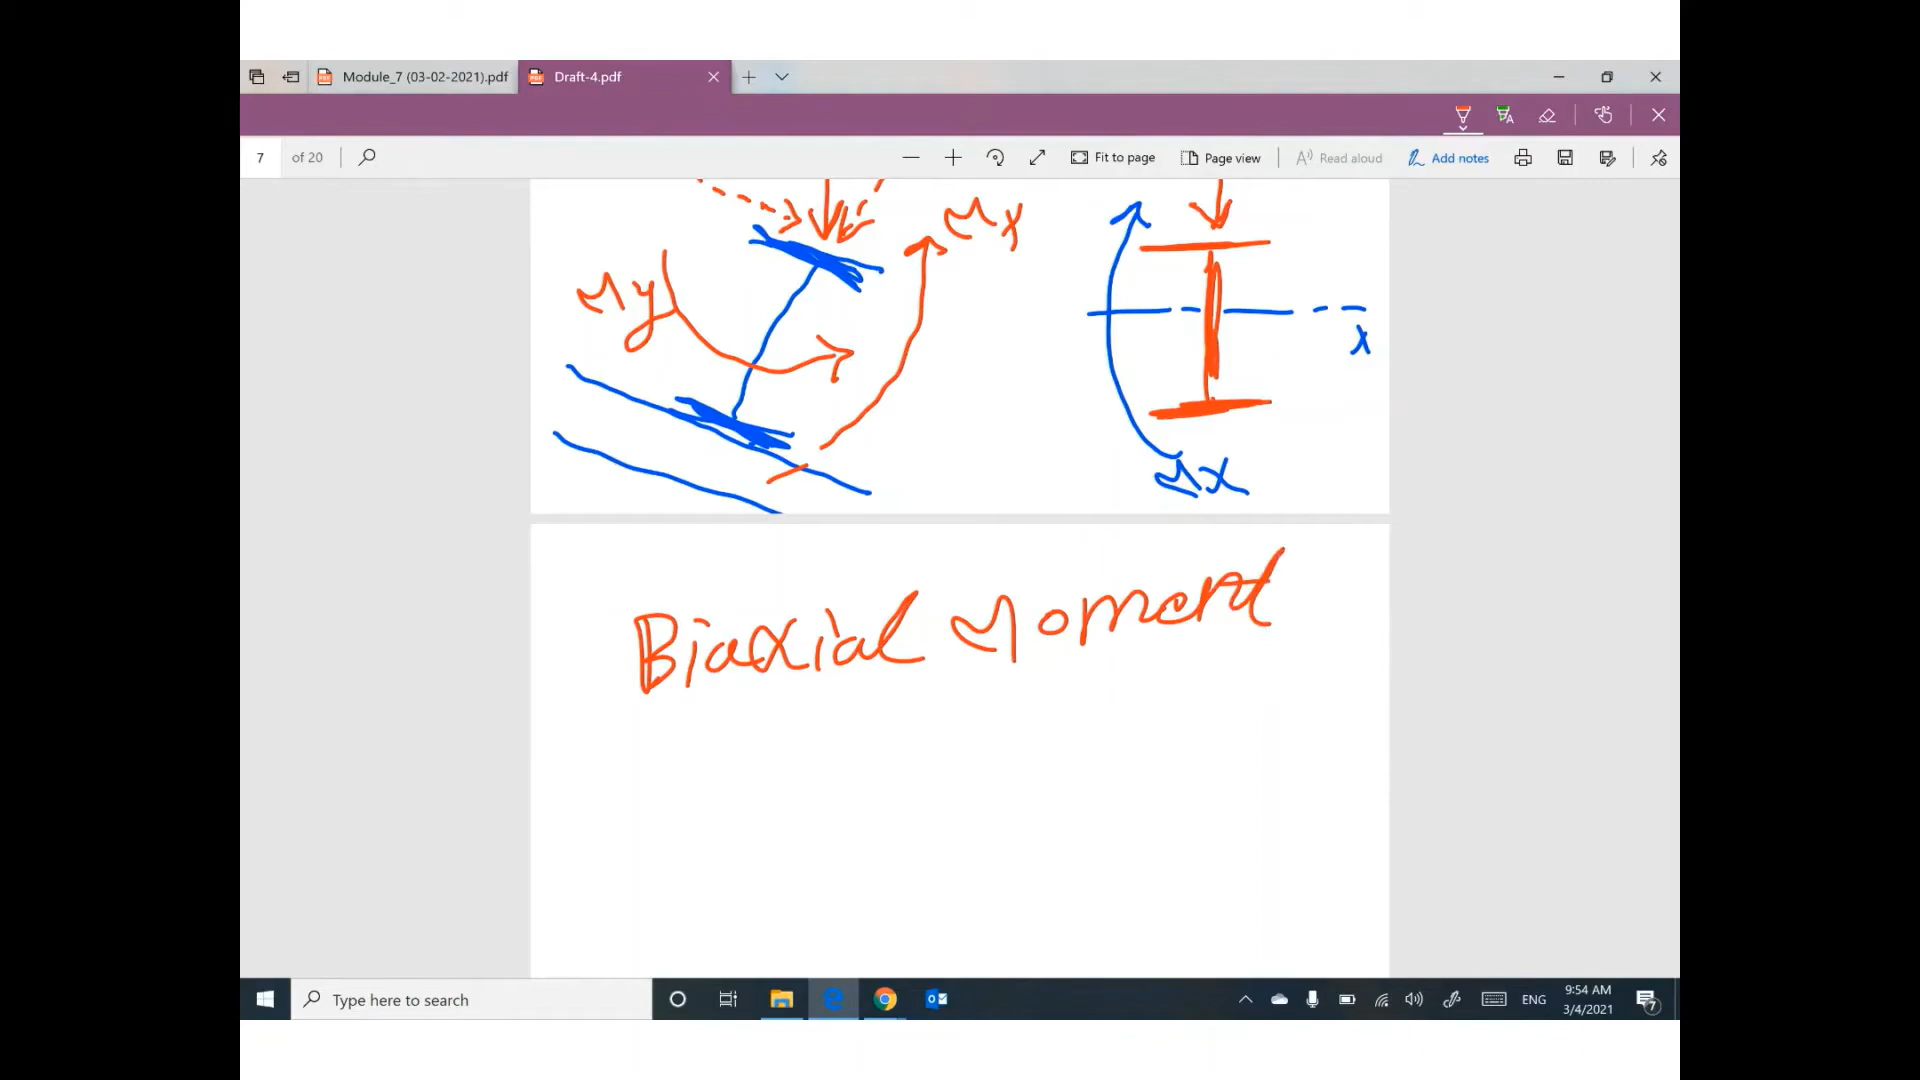 Module_7 (03-02-2021).pdf
Draft-4.pdf
7 of 20
Fit to page
Page view
Read aloud
Add notes
Mx
My
x
Mx
Biaxial Moment
Type here to search
ENG
9:54 AM
3/4/2021
7